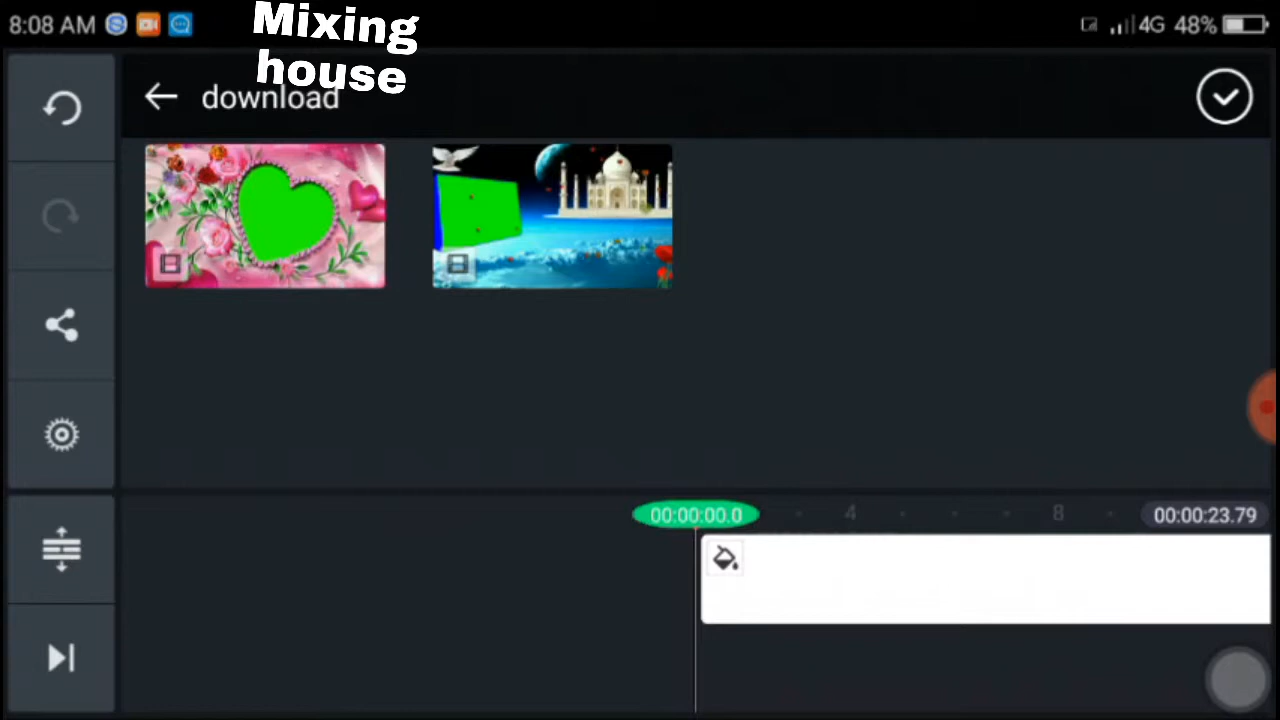 8:08 AM
4G 48%
Mixing
house
download
00:00:00.0
4
8
00:00:23.79